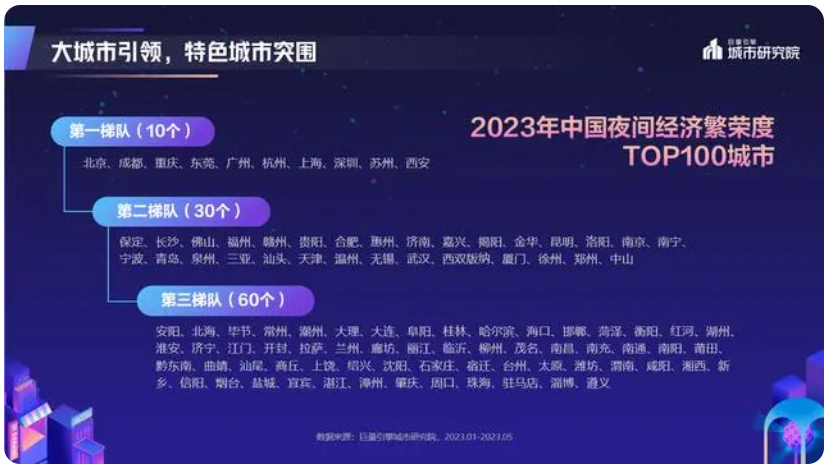 大城市引领，特色城市突围
巨量引擎
城市研究院
2023年中国夜间经济繁荣度
TOP100城市
第一梯队（10个）
北京、成都、重庆、东莞、广州、杭州、上海、深圳、苏州、西安
第二梯队（30个）
保定、长沙、佛山、福州、赣州、贵阳、合肥、惠州、济南、嘉兴、揭阳、金华、昆明、洛阳、南京、南宁、
宁波、青岛、泉州、三亚、汕头、天津、温州、无锡、武汉、西双版纳、厦门、徐州、郑州、中山
第三梯队（60个）
安阳、北海、毕节、常州、潮州、大理、大连、阜阳、桂林、哈尔滨、海口、邯郸、菏泽、衡阳、红河、湖州、
淮安、济宁、江门、开封、拉萨、兰州、廊坊、丽江、临沂、柳州、茂名、南昌、南充、南通、南阳、莆田、
黔东南、曲靖、汕尾、商丘、上饶、绍兴、沈阳、石家庄、宿迁、台州、太原、潍坊、渭南、咸阳、湘西、新
乡、信阳、烟台、盐城、宜宾、湛江、漳州、肇庆、周口、珠海、驻马店、淄博、遵义
数据来源：巨量引擎城市研究院，2023.01-2023.05